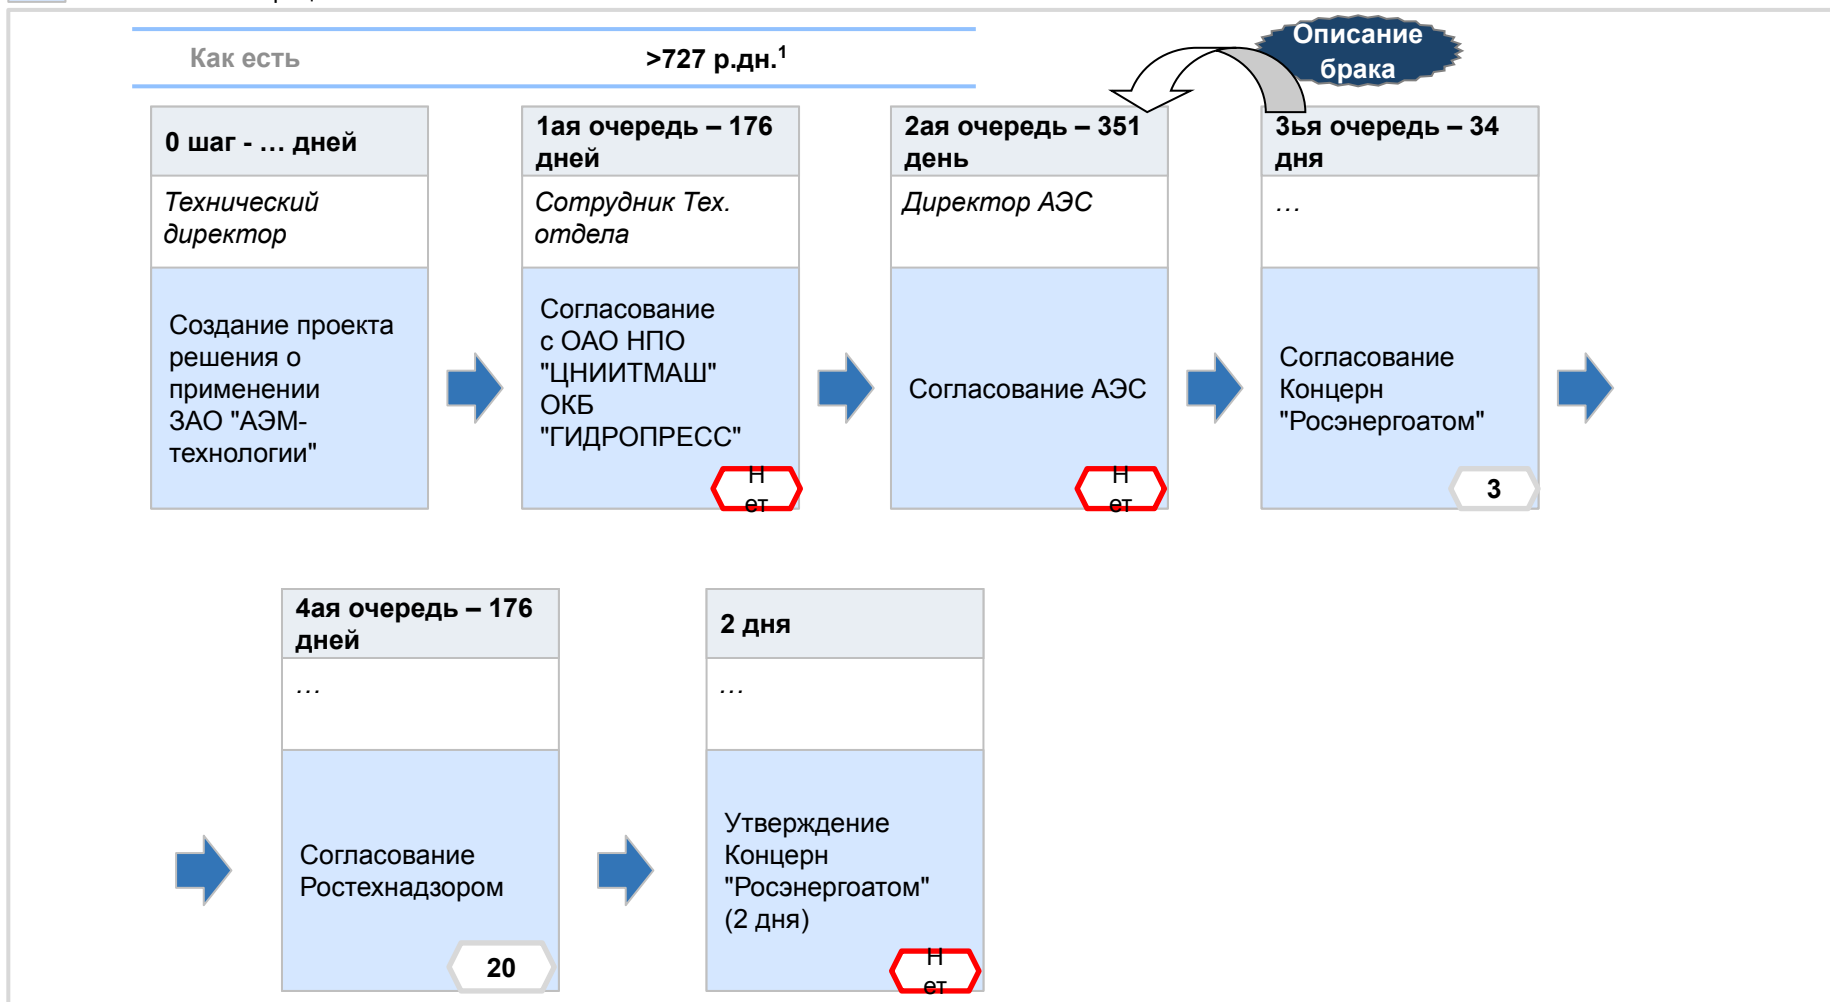 Как есть
>727 р.дн.1
Описание
брака
0 шаг - … дней
Технический
директор
Создание проекта
решения о
применении
ЗАО "АЭМ-
технологии"
1ая очередь – 176
дней
Сотрудник Тех.
отдела
Согласование
с ОАО НПО
"ЦНИИТМАШ"
ОКБ
"ГИДРОПРЕСС"
Н
ет
2ая очередь – 351
день
Директор АЭС
Согласование АЭС
Н
ет
3ья очередь – 34
дня
…
Согласование
Концерн
"Росэнергоатом"
3
4ая очередь – 176
дней
…
Согласование
Ростехнадзором
20
2 дня
…
Утверждение
Концерн
"Росэнергоатом"
(2 дня)
Н
ет